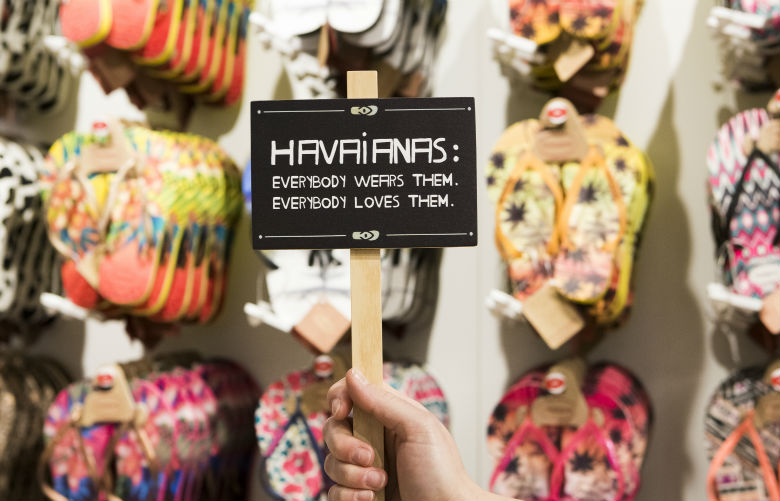 HAVAiANAS:
EVERYBODY WEARS THEM.
EVERYBODY LOVES THEM.